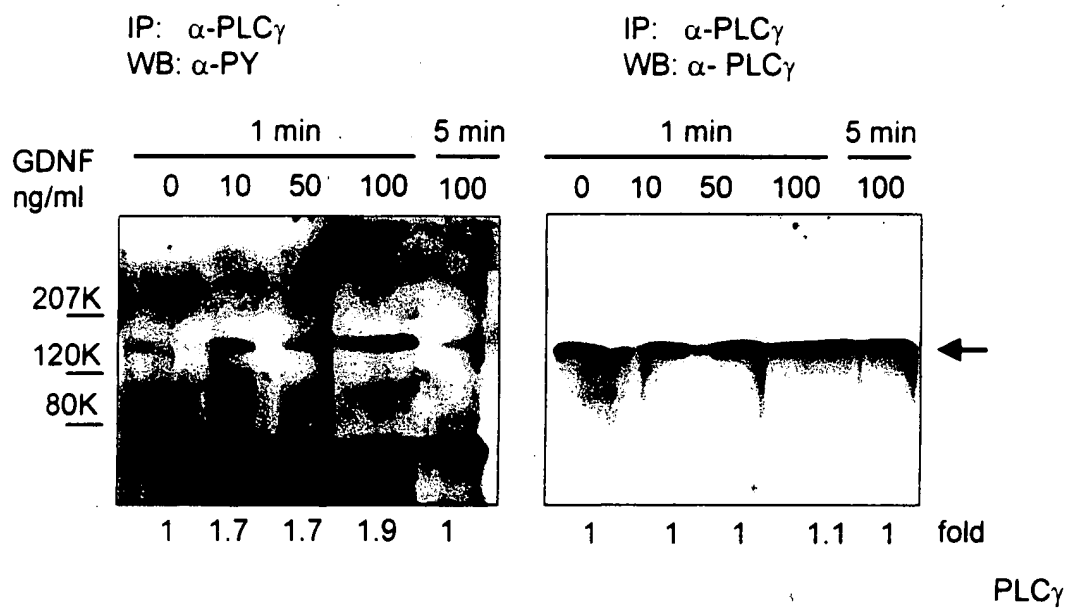 IP: α-PLCγ
WB: α-PY
IP: α-PLCγ
WB: α- PLCγ
1 min 5 min
1 min 5 min
GDNF
ng/ml
0 10 50 100 100
0 10 50 100 100
207K
120K
80K
1 1.7 1.7 1.9 1
1 1 1 1.1 1 fold
PLCγ